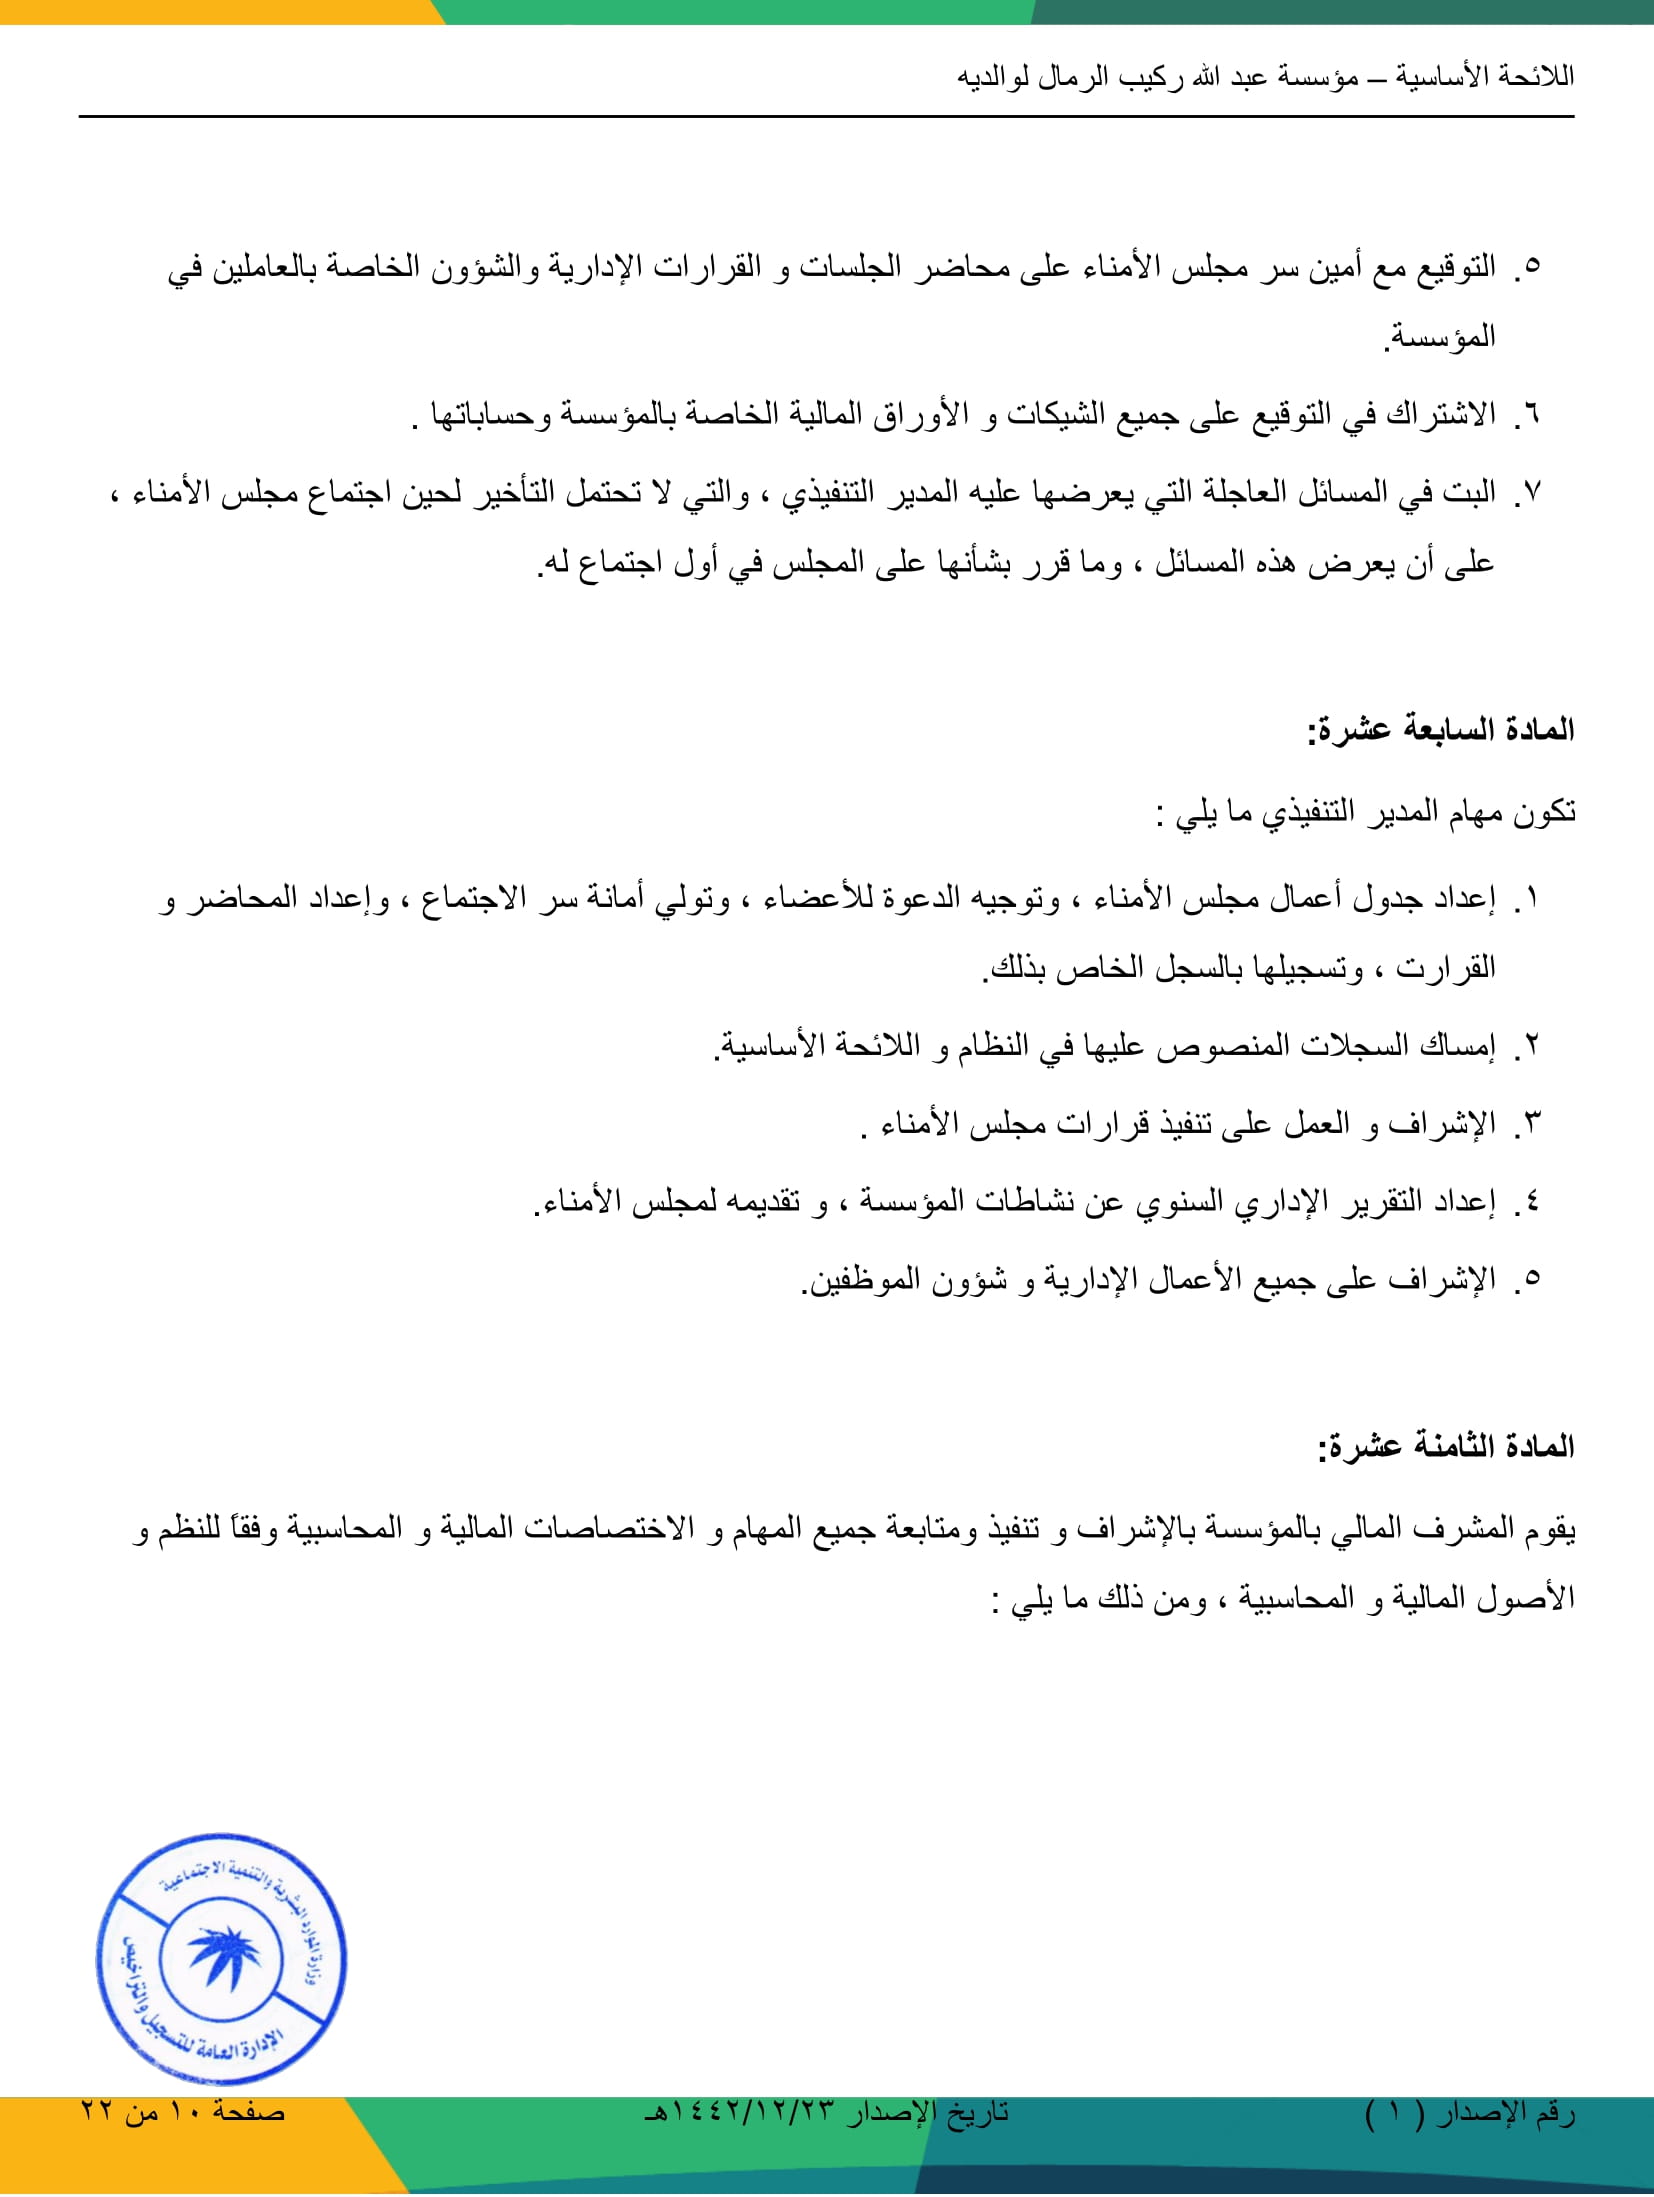 اللائحة الأساسية – مؤسسة عبد الله ركيب الرمال لوالديه
٥. التوقيع مع أمين سر مجلس الأمناء على محاضر الجلسات و القرارات الإدارية والشؤون الخاصة بالعاملين في
المؤسسة.
٦. الاشتراك في التوقيع على جميع الشيكات و الأوراق المالية الخاصة بالمؤسسة وحساباتها .
٧. البت في المسائل العاجلة التي يعرضها عليه المدير التنفيذي ، والتي لا تحتمل التأخير لحين اجتماع مجلس الأمناء ،
على أن يعرض هذه المسائل ، وما قرر بشأنها على المجلس في أول اجتماع له.
المادة السابعة عشرة:
تكون مهام المدير التنفيذي ما يلي :
١. إعداد جدول أعمال مجلس الأمناء ، وتوجيه الدعوة للأعضاء ، وتولي أمانة سر الاجتماع ، وإعداد المحاضر و
القرارت ، وتسجيلها بالسجل الخاص بذلك.
٢. إمساك السجلات المنصوص عليها في النظام و اللائحة الأساسية.
٣. الإشراف و العمل على تنفيذ قرارات مجلس الأمناء .
٤. إعداد التقرير الإداري السنوي عن نشاطات المؤسسة ، و تقديمه لمجلس الأمناء.
٥. الإشراف على جميع الأعمال الإدارية و شؤون الموظفين.
المادة الثامنة عشرة:
يقوم المشرف المالي بالمؤسسة بالإشراف و تنفيذ ومتابعة جميع المهام و الاختصاصات المالية و المحاسبية وفقاً للنظم و
الأصول المالية و المحاسبية ، ومن ذلك ما يلي :
وزارة الموارد البشرية والتنمية الاجتماعية
الإدارة العامة للتسجيل والتراخيص
رقم الإصدار ( ١ ) تاريخ الإصدار ١٤٤٢/١٢/٢٣هـ صفحة ١٠ من ٢٢